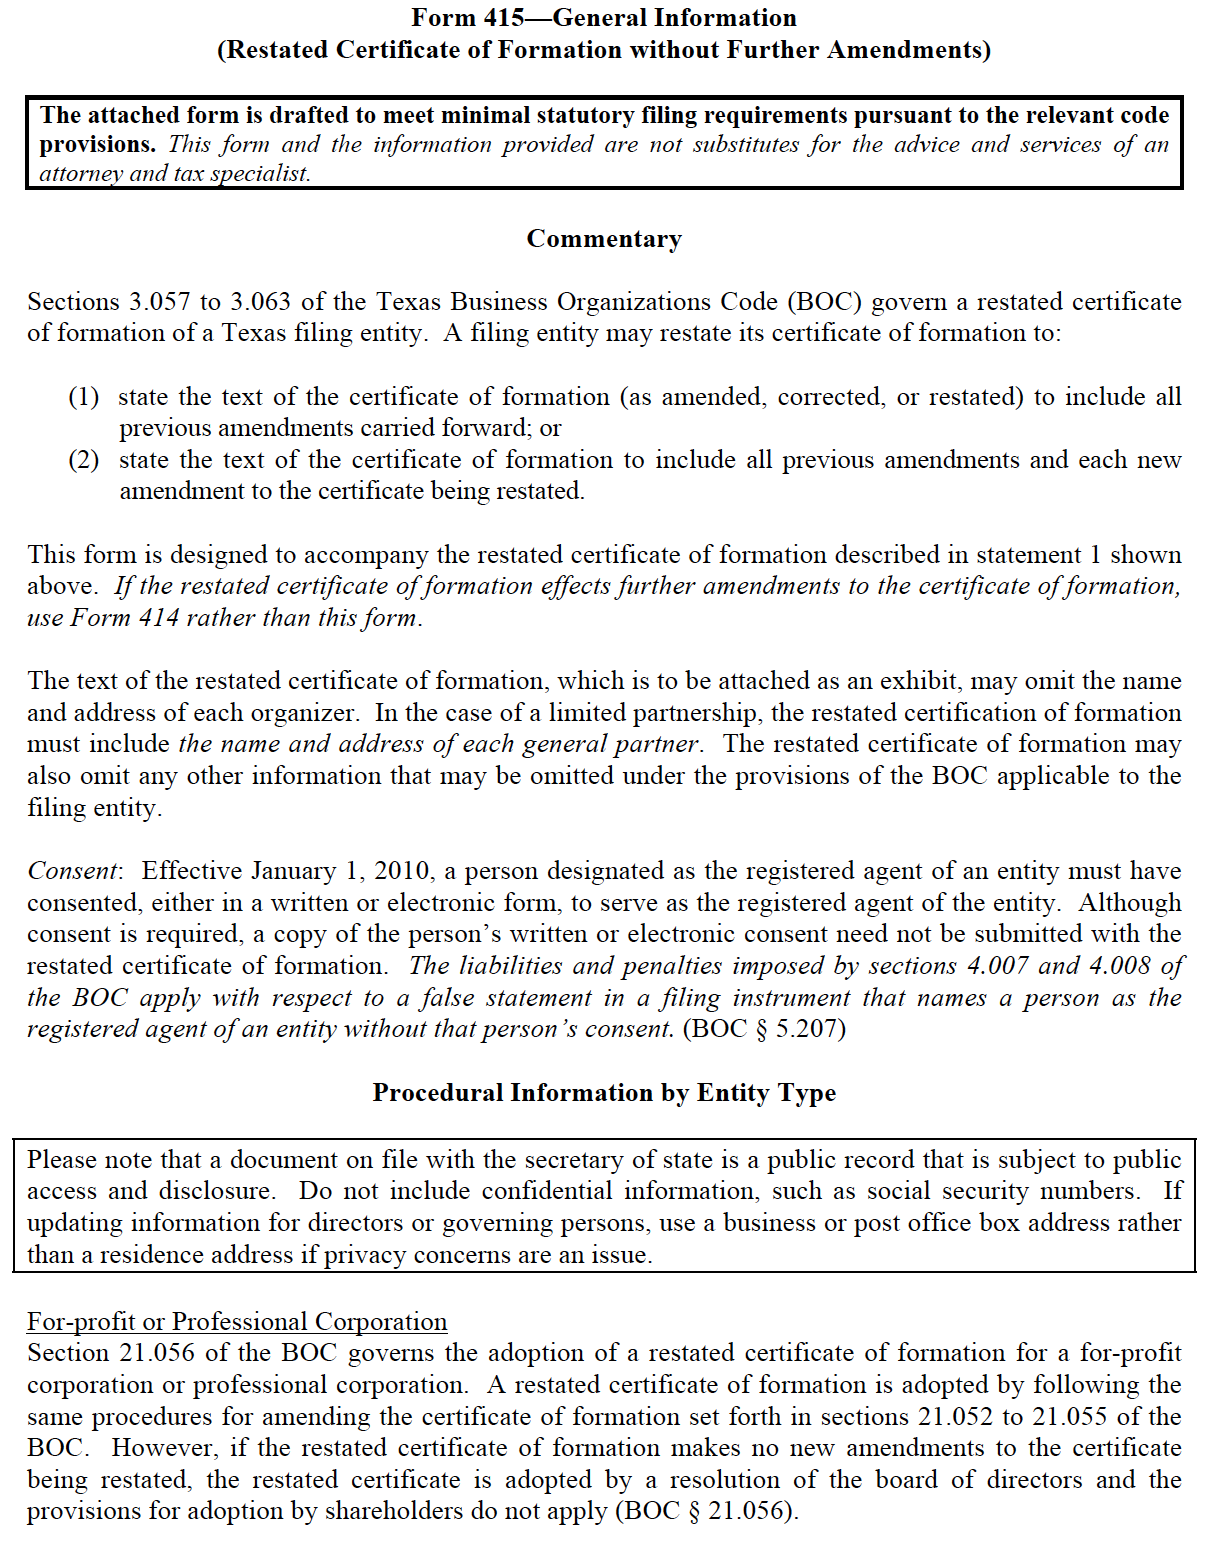 Form 415—General Information
(Restated Certificate of Formation without Further Amendments)
The attached form is drafted to meet minimal statutory filing requirements pursuant to the relevant code
provisions. This form and the information provided are not substitutes for the advice and services of an
attorney and tax specialist.
Commentary
Sections 3.057 to 3.063 of the Texas Business Organizations Code (BOC) govern a restated certificate
of formation of a Texas filing entity. A filing entity may restate its certificate of formation to:
(1) state the text of the certificate of formation (as amended, corrected, or restated) to include all
previous amendments carried forward; or
(2) state the text of the certificate of formation to include all previous amendments and each new
amendment to the certificate being restated.
This form is designed to accompany the restated certificate of formation described in statement 1 shown
above. If the restated certificate of formation effects further amendments to the certificate of formation,
use Form 414 rather than this form.
The text of the restated certificate of formation, which is to be attached as an exhibit, may omit the name
and address of each organizer. In the case of a limited partnership, the restated certification of formation
must include the name and address of each general partner. The restated certificate of formation may
also omit any other information that may be omitted under the provisions of the BOC applicable to the
filing entity.
Consent: Effective January 1, 2010, a person designated as the registered agent of an entity must have
consented, either in a written or electronic form, to serve as the registered agent of the entity. Although
consent is required, a copy of the person’s written or electronic consent need not be submitted with the
restated certificate of formation. The liabilities and penalties imposed by sections 4.007 and 4.008 of
the BOC apply with respect to a false statement in a filing instrument that names a person as the
registered agent of an entity without that person’s consent. (BOC § 5.207)
Procedural Information by Entity Type
Please note that a document on file with the secretary of state is a public record that is subject to public
access and disclosure. Do not include confidential information, such as social security numbers. If
updating information for directors or governing persons, use a business or post office box address rather
than a residence address if privacy concerns are an issue.
For-profit or Professional Corporation
Section 21.056 of the BOC governs the adoption of a restated certificate of formation for a for-profit
corporation or professional corporation. A restated certificate of formation is adopted by following the
same procedures for amending the certificate of formation set forth in sections 21.052 to 21.055 of the
BOC. However, if the restated certificate of formation makes no new amendments to the certificate
being restated, the restated certificate is adopted by a resolution of the board of directors and the
provisions for adoption by shareholders do not apply (BOC § 21.056).